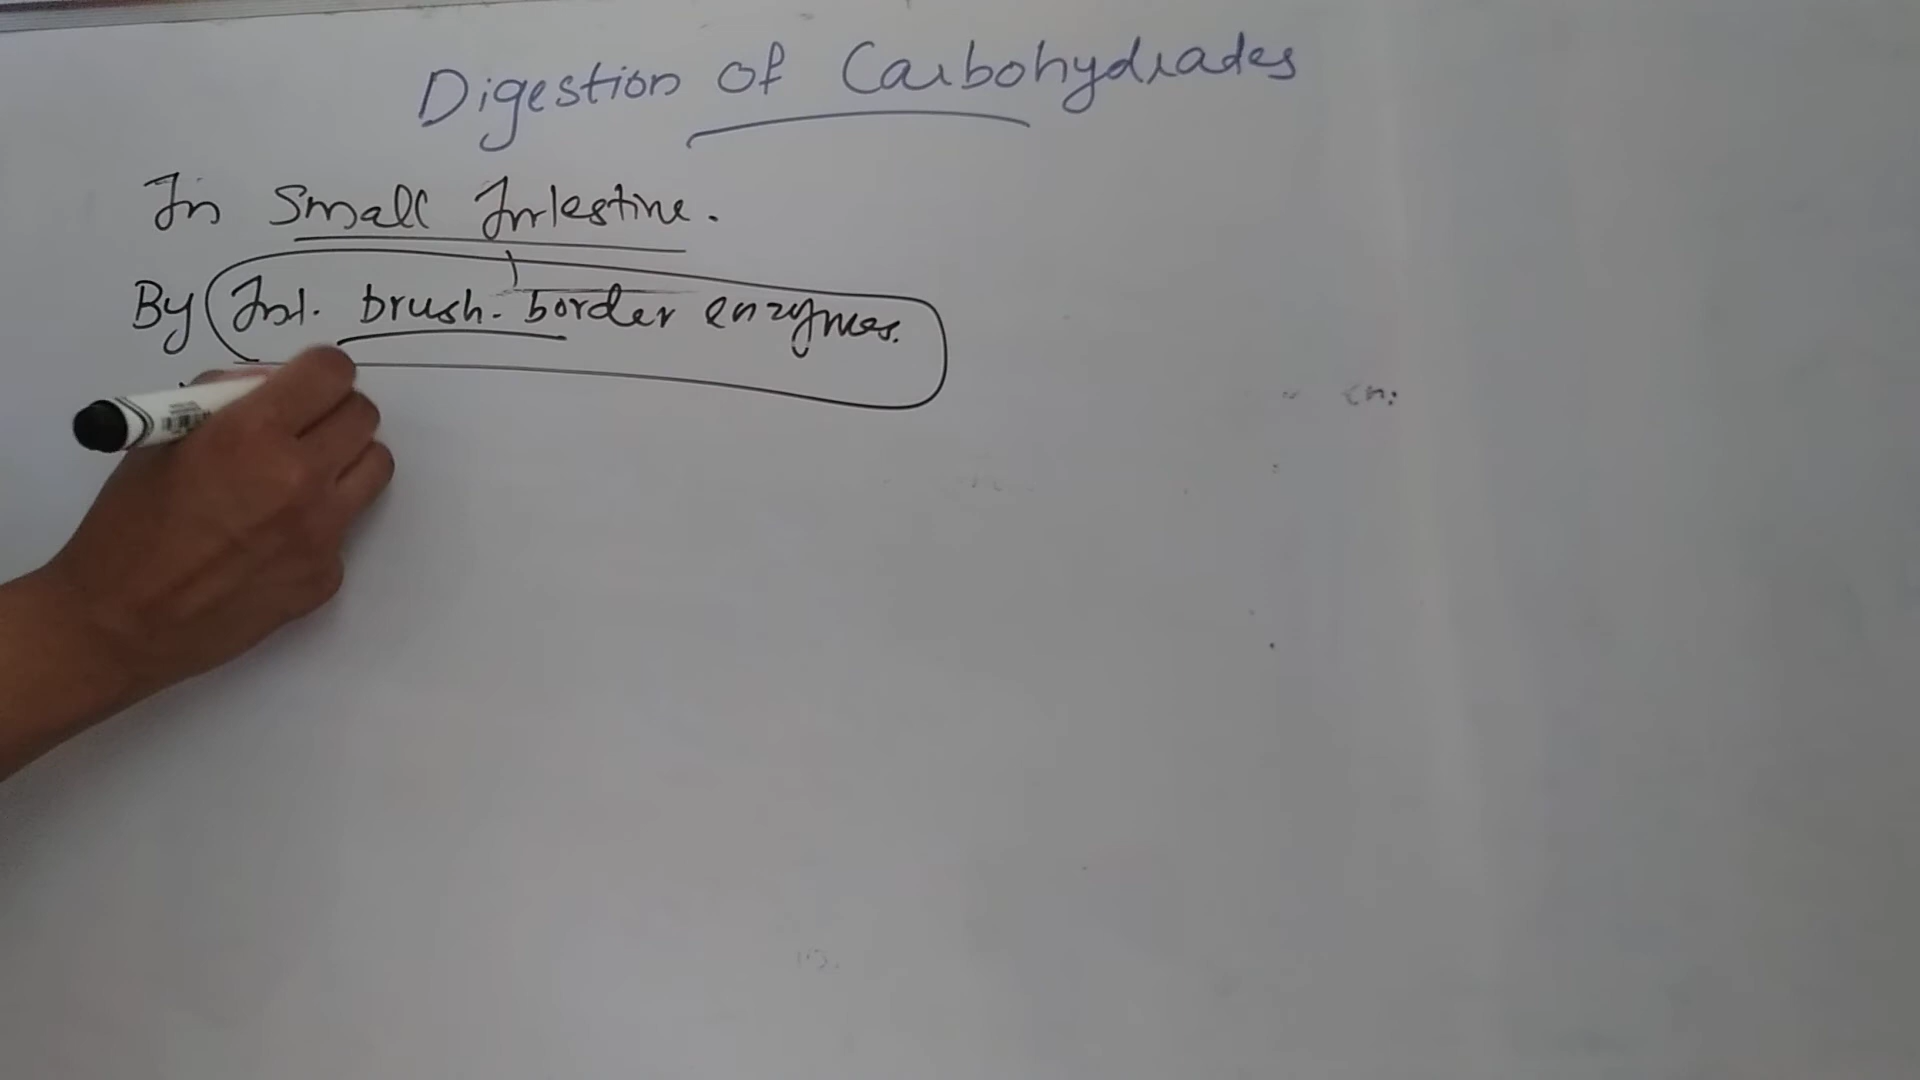 Digestion of Carbohydrades
In Small Intestine.
By Int. brush-border enzymes.